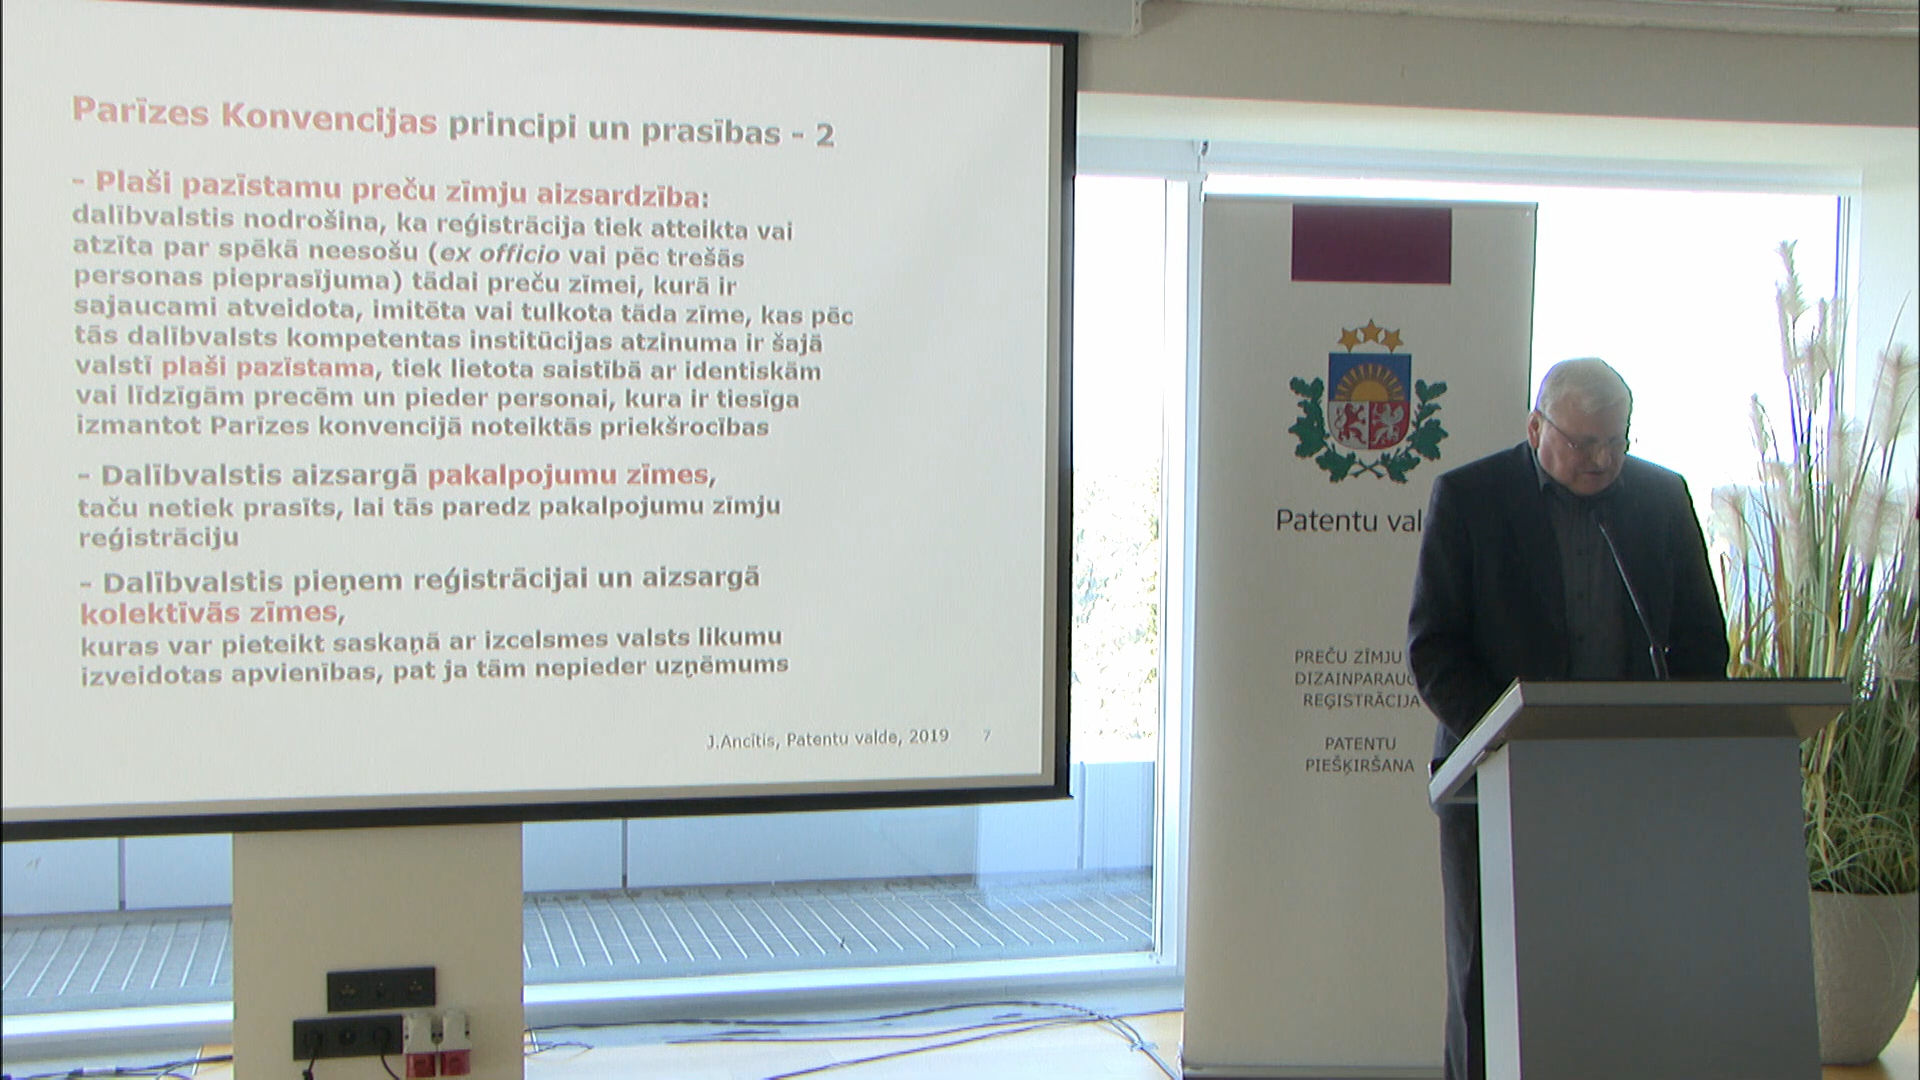 Parīzes Konvencijas principi un prasības - 2
– Plaši pazīstamu preču zīmju aizsardzība:
dalībvalstis nodrošina, ka reģistrācija tiek atteikta vai
atzīta par spēkā neesošu (ex officio vai pēc trešās
personas pieprasījuma) tādai preču zīmei, kurā ir
sajaucami atveidota, imitēta vai tulkota tāda zīme, kas pēc
tās dalībvalsts kompetentas institūcijas atzinuma ir šajā
valstī plaši pazīstama, tiek lietota saistībā ar identiskām
vai līdzīgām precēm un pieder personai, kura ir tiesīga
izmantot Parīzes konvencijā noteiktās priekšrocības
– Dalībvalstis aizsargā pakalpojumu zīmes,
taču netiek prasīts, lai tās paredz pakalpojumu zīmju
reģistrāciju
– Dalībvalstis pieņem reģistrācijai un aizsargā
kolektīvās zīmes,
kuras var pieteikt saskaņā ar izcelsmes valsts likumu
izveidotas apvienības, pat ja tām nepieder uzņēmums
J.Ancītis, Patentu valde, 2019 7
Patentu val
PREČU ZĪMJU
DIZAINPARAUG
REĢISTRĀCIJA
PATENTU
PIEŠĶIRŠANA